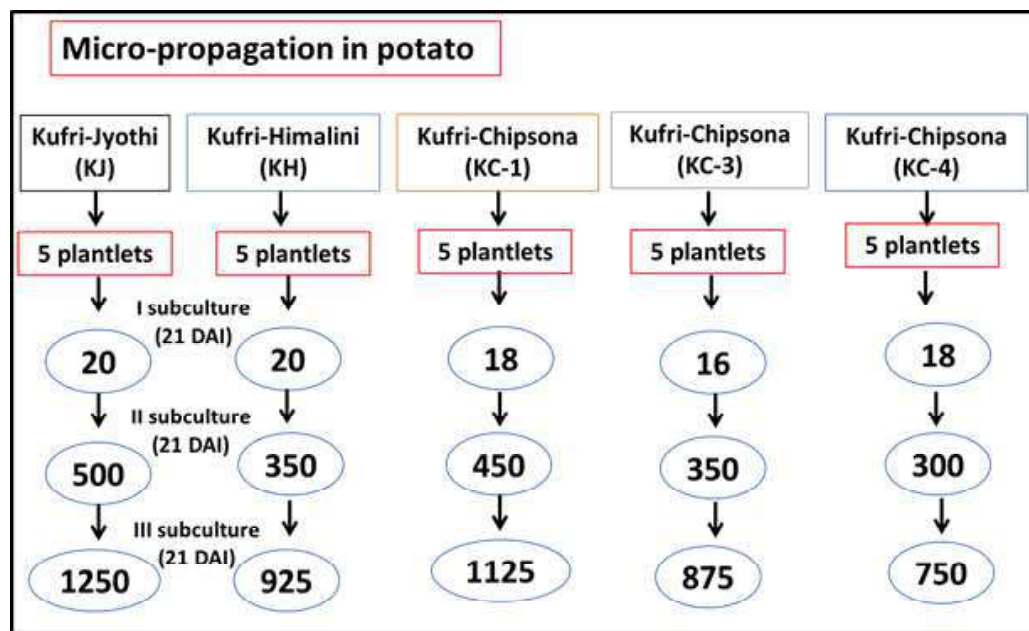 Micro-propagation in potato
Kufri-Jyothi
(KJ)
Kufri-Himalini
(KH)
Kufri-Chipsona
(KC-1)
Kufri-Chipsona
(KC-3)
Kufri-Chipsona
(KC-4)
5 plantlets
5 plantlets
5 plantlets
5 plantlets
5 plantlets
I subculture
(21 DAI)
20
20
18
16
18
II subculture
(21 DAI)
500
350
450
350
300
III subculture
(21 DAI)
1250
925
1125
875
750